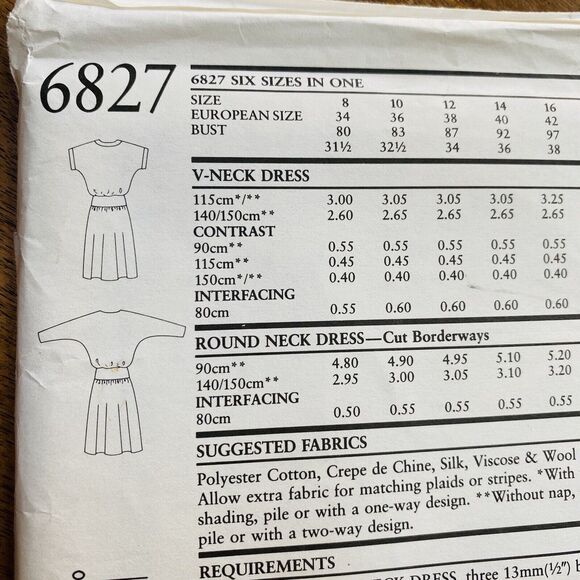 6827
6827 SIX SIZES IN ONE
SIZE 8 10 12 14 16
EUROPEAN SIZE 34 36 38 40 42
BUST 80 83 87 92 97
31½ 32½ 34 36 38
V-NECK DRESS
115cm*/** 3.00 3.05 3.05 3.05 3.25
140/150cm** 2.60 2.65 2.65 2.65 2.65
CONTRAST
90cm** 0.55 0.55 0.55 0.55 0.55
115cm** 0.45 0.45 0.45 0.45 0.45
150cm*/** 0.40 0.40 0.40 0.40 0.40
INTERFACING
80cm 0.55 0.60 0.60 0.60 0.60
ROUND NECK DRESS—Cut Borderways
90cm** 4.80 4.90 4.95 5.10 5.20
140/150cm** 2.95 3.00 3.05 3.10 3.20
INTERFACING
80cm 0.50 0.55 0.55 0.55 0.55
SUGGESTED FABRICS
Polyester Cotton, Crepe de Chine, Silk, Viscose & Wool
Allow extra fabric for matching plaids or stripes. *With
shading, pile or with a one-way design. **Without nap,
pile or with a two-way design.
REQUIREMENTS
NECK DRESS, three 13mm(½")